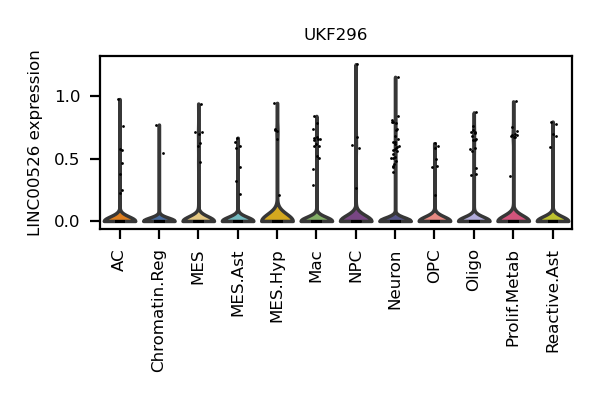 UKF296
LINC00526 expression
1.0
0.5
0.0
AC
Chromatin.Reg
MES
MES.Ast
MES.Hyp
Mac
NPC
Neuron
OPC
Oligo
Prolif.Metab
Reactive.Ast